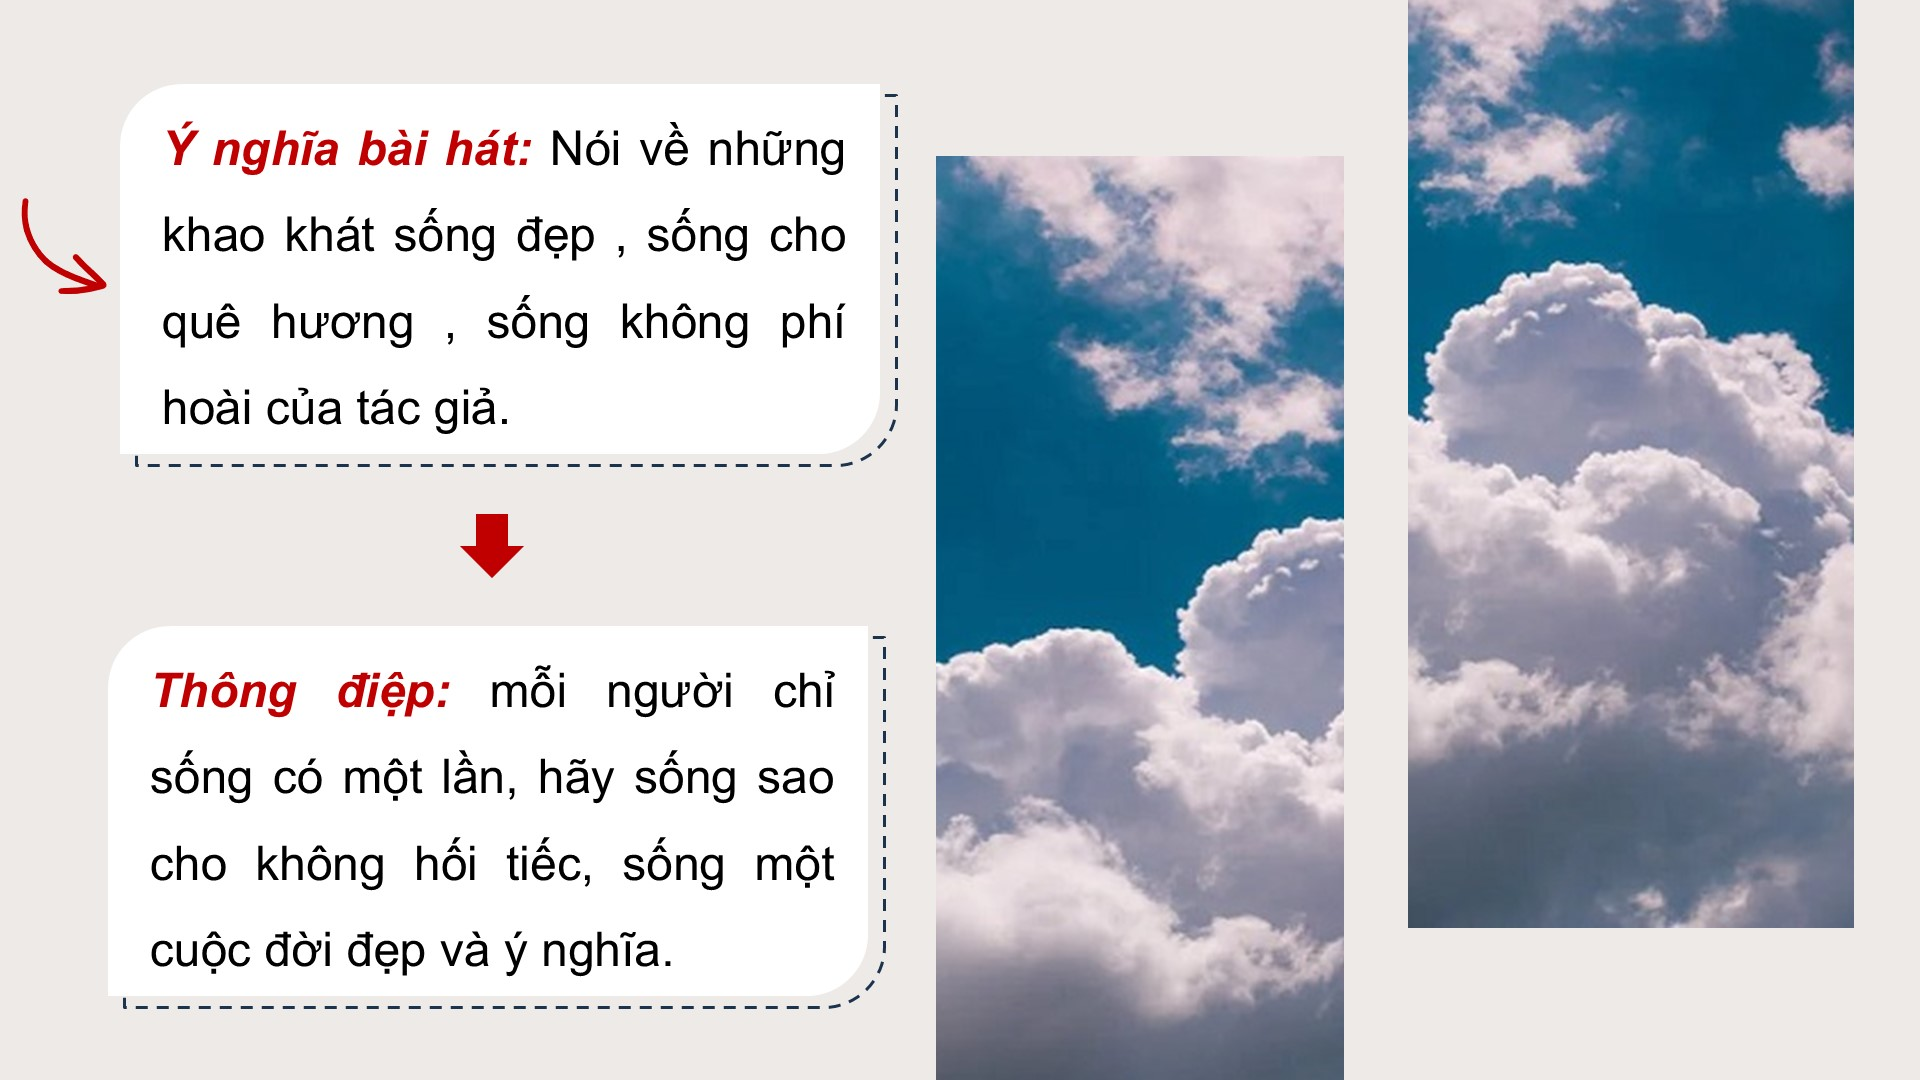 Ý nghĩa bài hát: Nói về những
khao khát sống đẹp , sống cho
quê hương , sống không phí
hoài của tác giả.
Thông điệp: mỗi người chỉ
sống có một lần, hãy sống sao
cho không hối tiếc, sống một
cuộc đời đẹp và ý nghĩa.